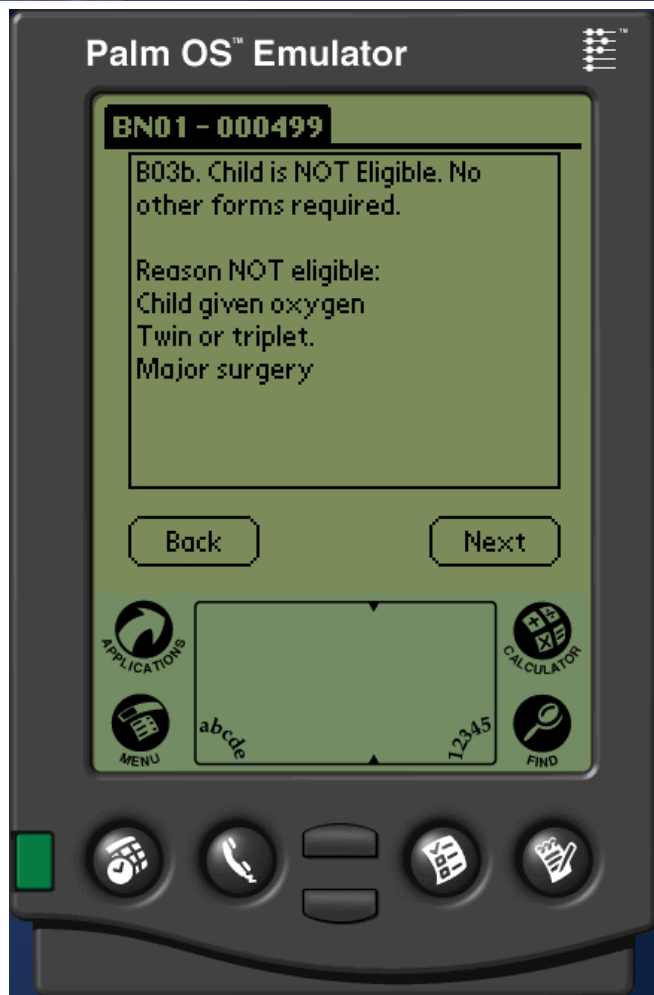 Palm OS™ Emulator
™
BN01 - 000499
B03b. Child is NOT Eligible. No
other forms required.
Reason NOT eligible:
Child given oxygen
Twin or triplet.
Major surgery
Back
Next
APPLICATIONS
CALCULATOR
MENU
abcde
12345
FIND